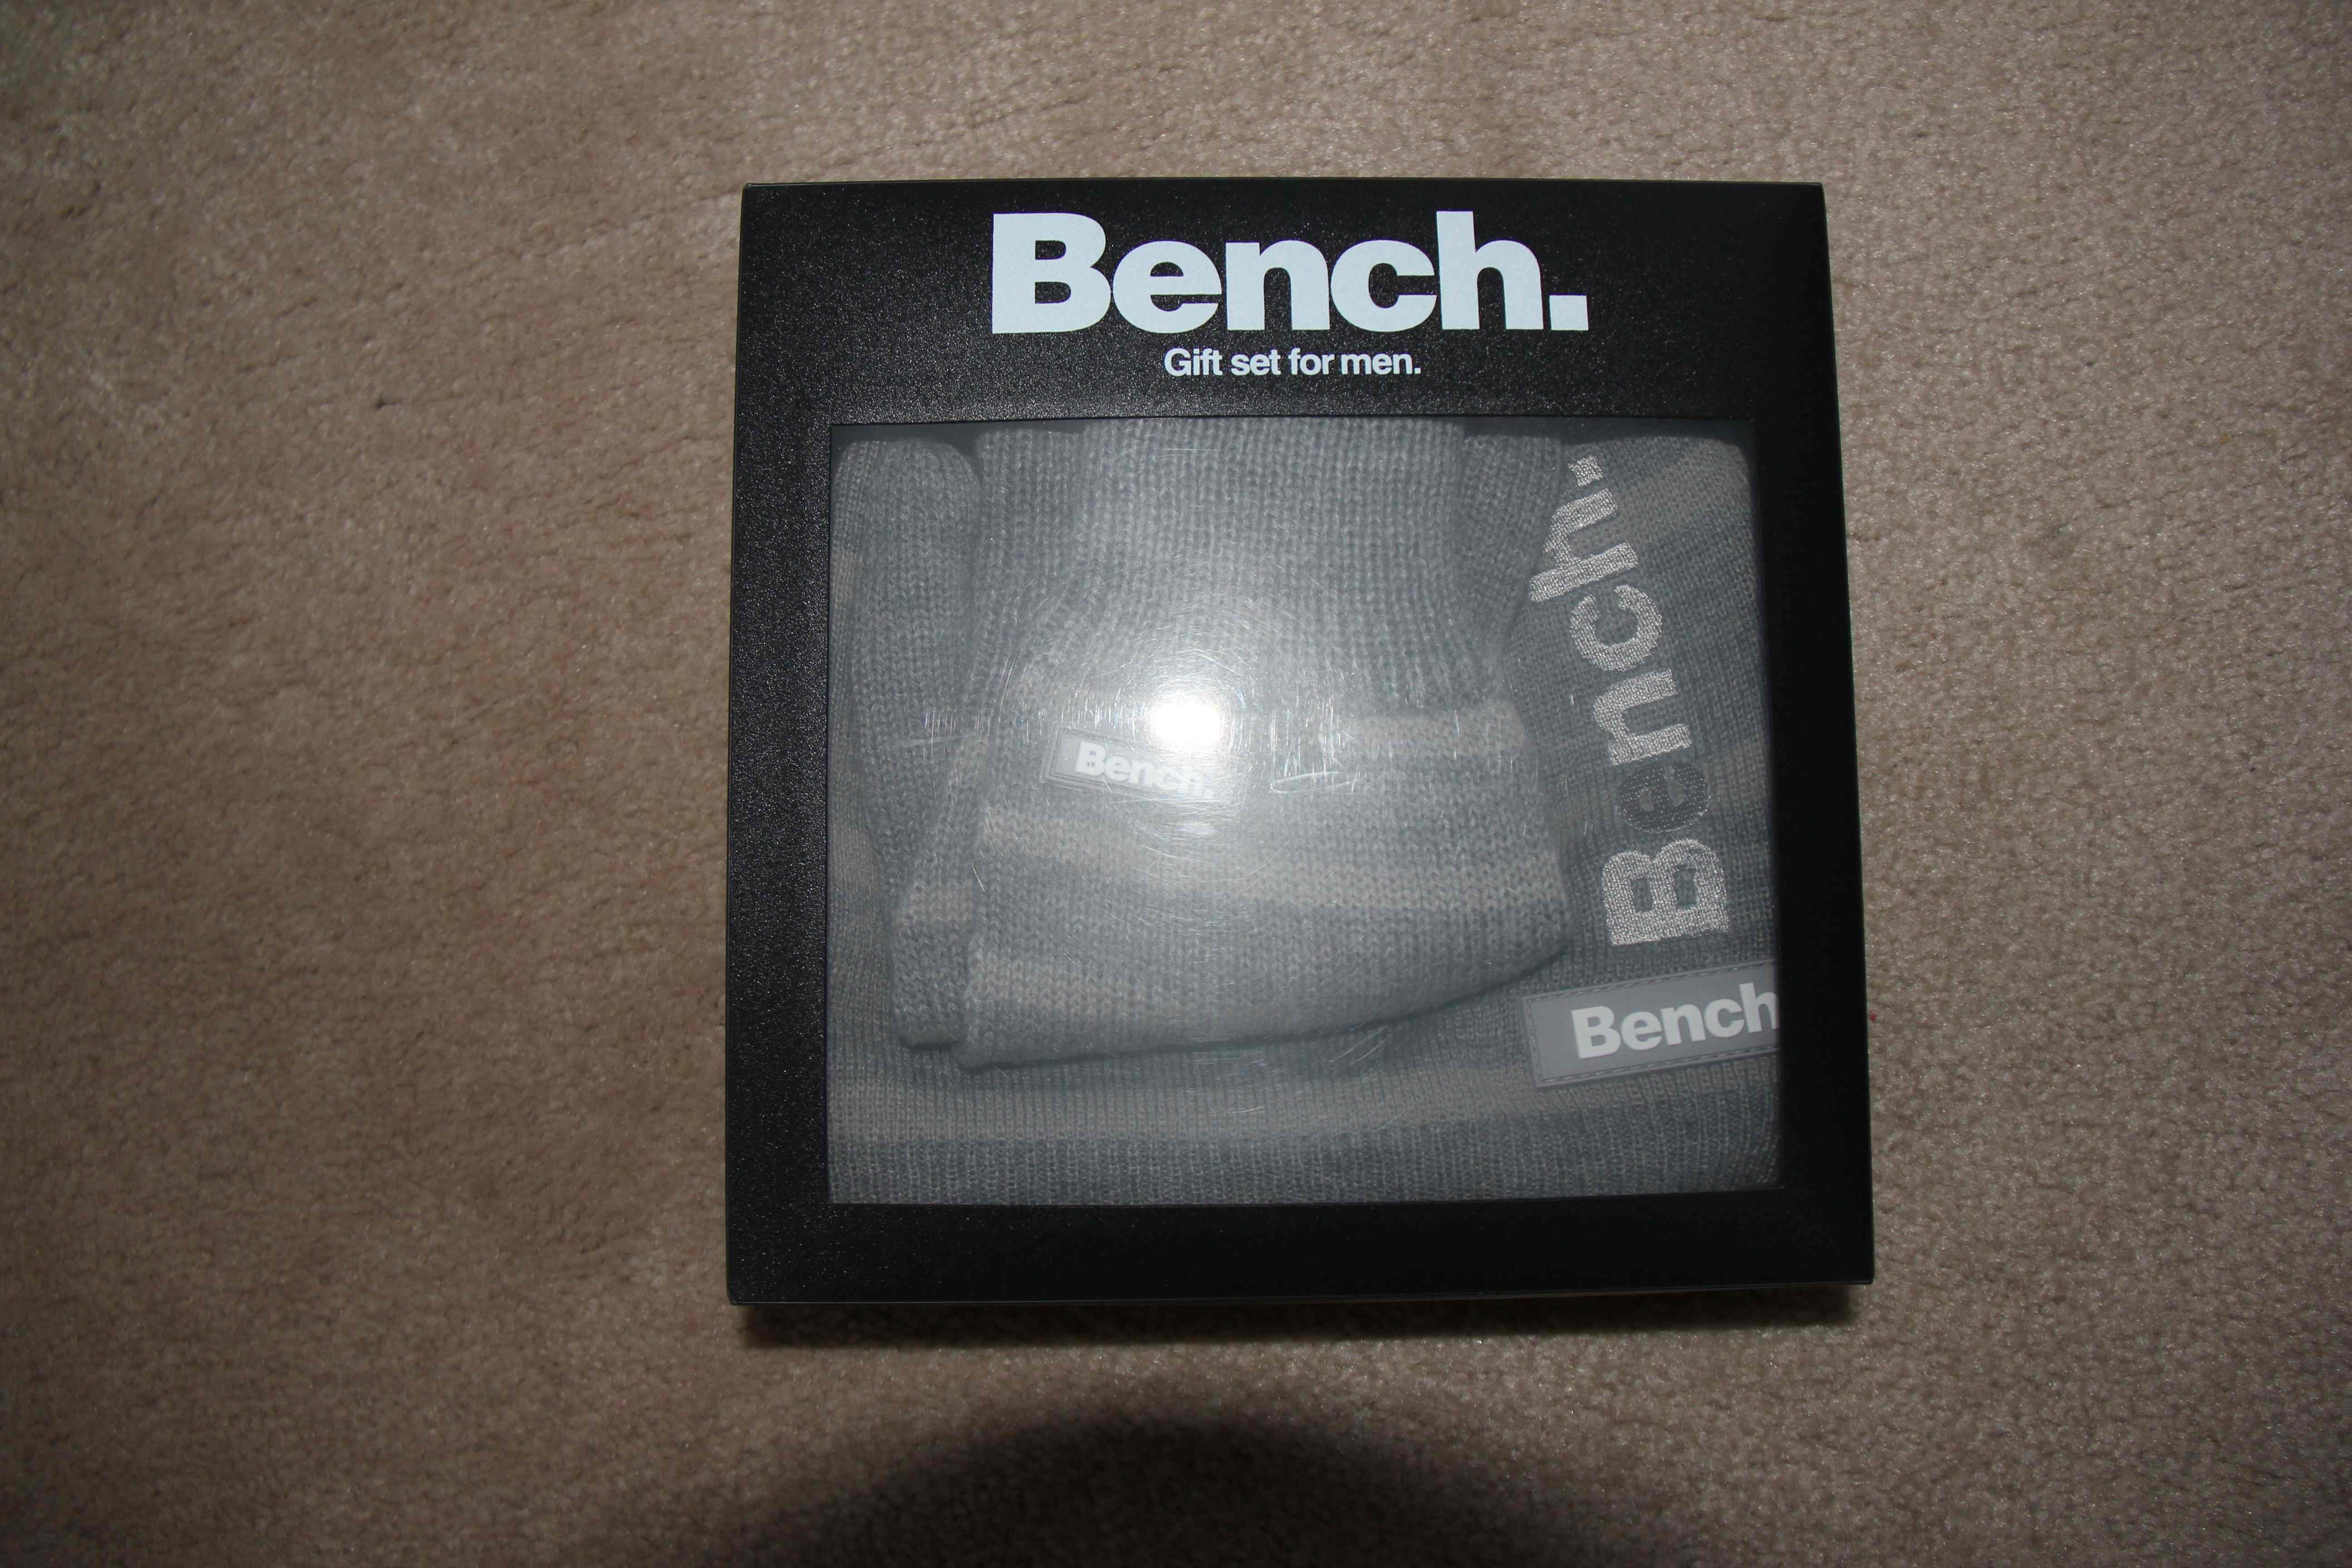 Bench.
Gift set for men.
Bench.
Bench.
Bench